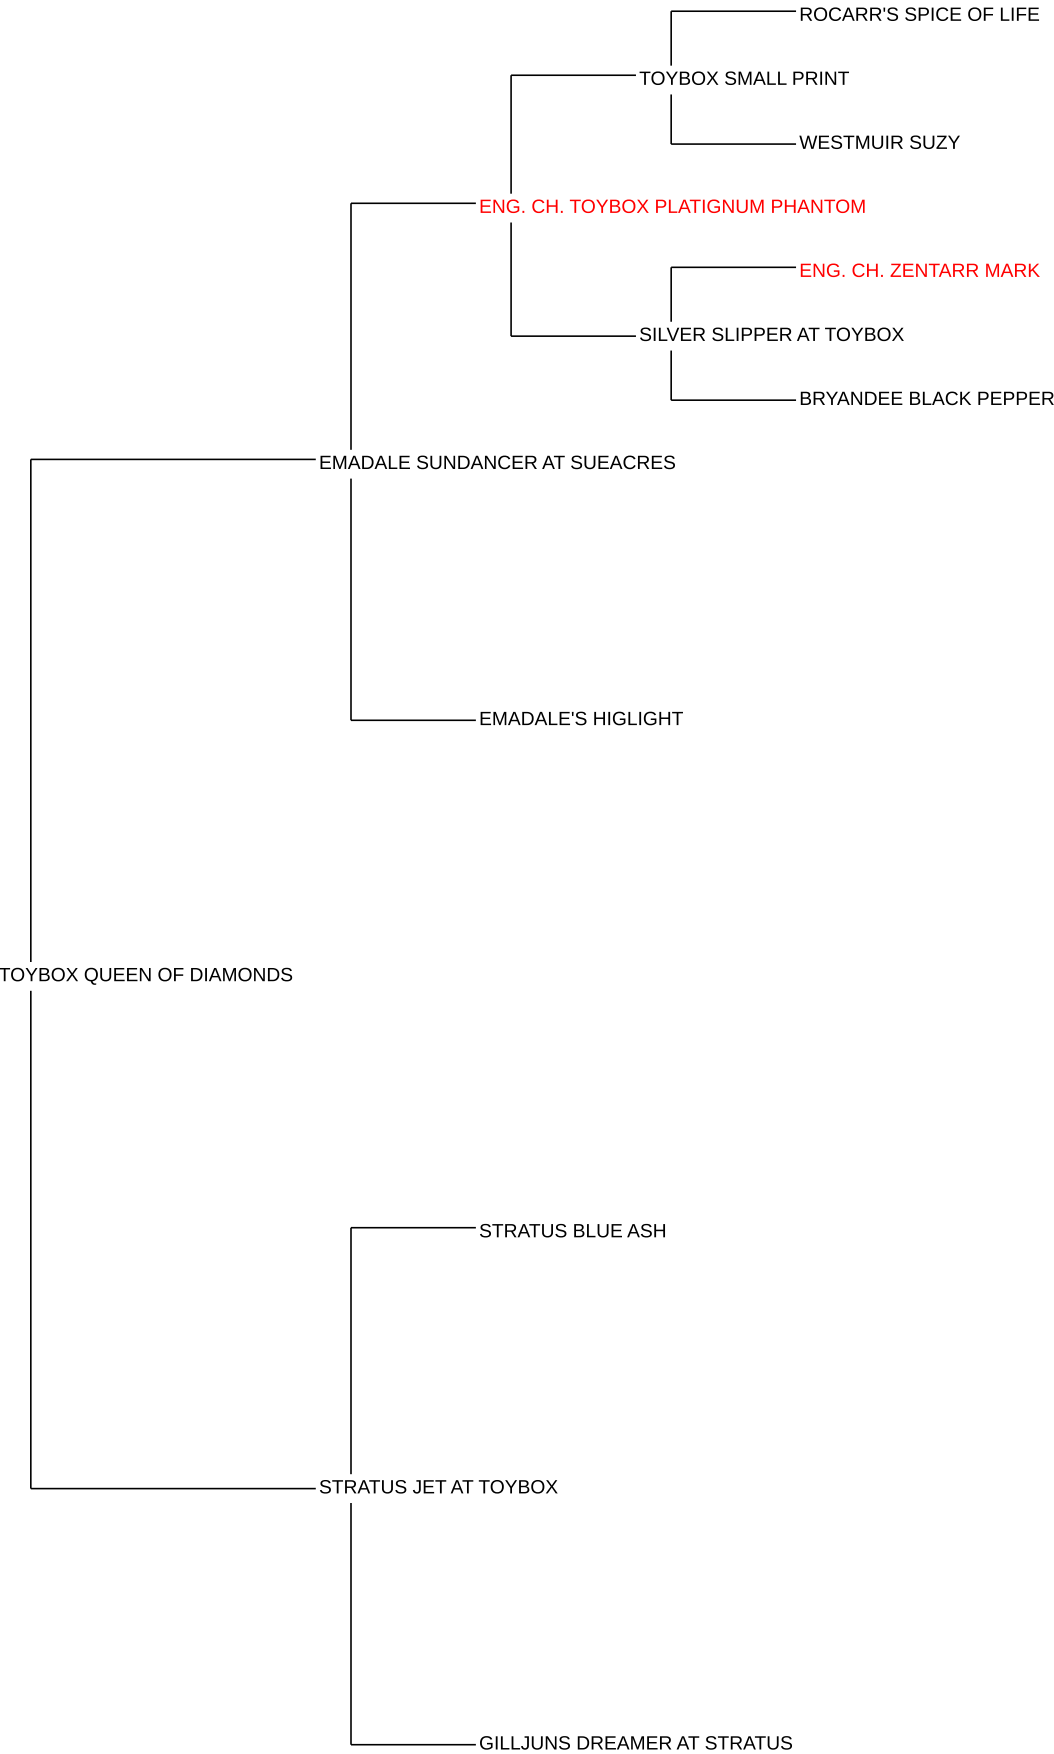 ROCARR'S SPICE OF LIFE
TOYBOX SMALL PRINT
WESTMUIR SUZY
ENG. CH. TOYBOX PLATIGNUM PHANTOM
ENG. CH. ZENTARR MARK
SILVER SLIPPER AT TOYBOX
BRYANDEE BLACK PEPPER
EMADALE SUNDANCER AT SUEACRES
EMADALE'S HIGLIGHT
TOYBOX QUEEN OF DIAMONDS
STRATUS BLUE ASH
STRATUS JET AT TOYBOX
GILLJUNS DREAMER AT STRATUS